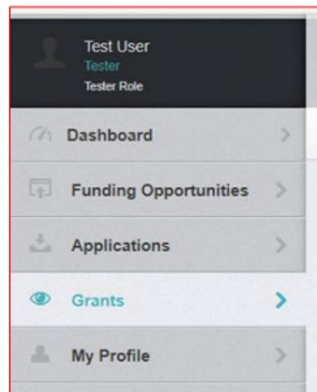 Test User
Tester
Tester Role
Dashboard
Funding Opportunities
Applications
Grants
My Profile